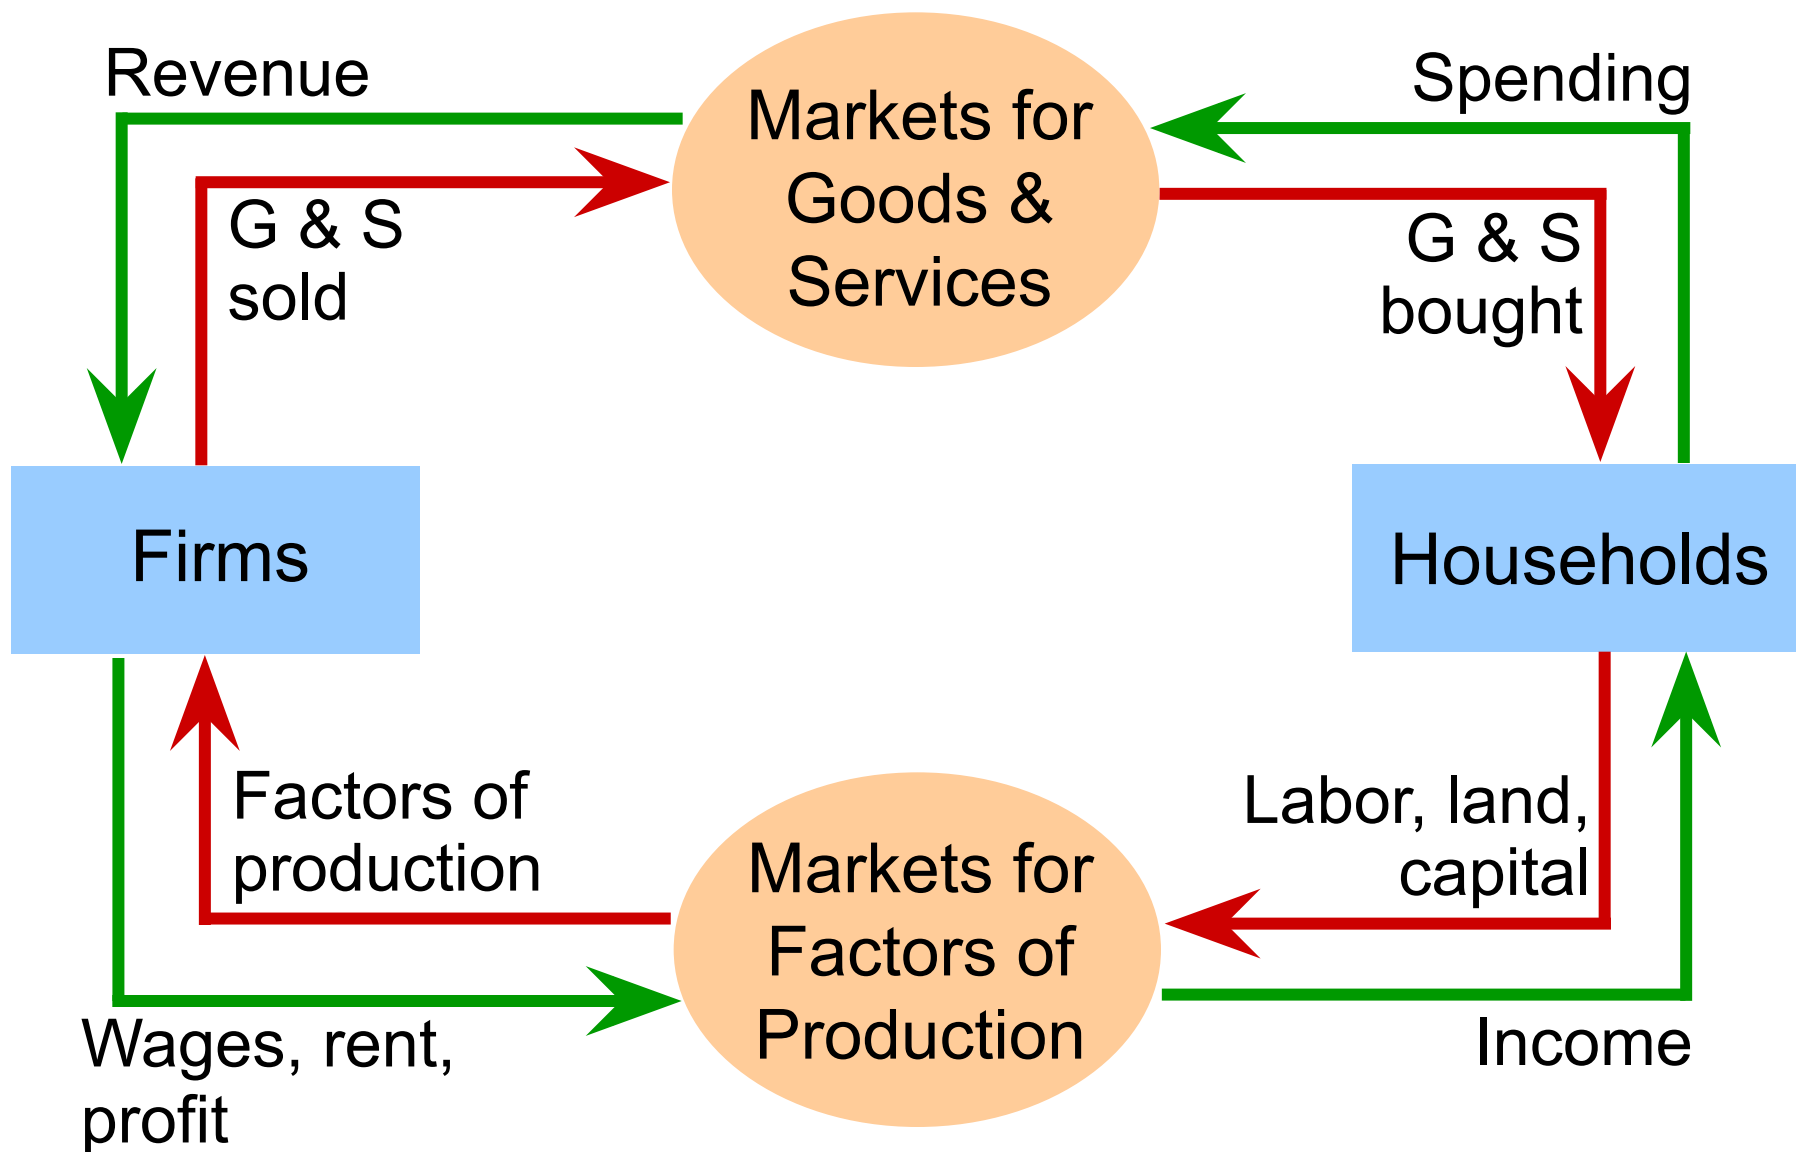 Revenue
Spending
Markets for
Goods &
Services
G & S
sold
G & S
bought
Firms
Households
Factors of
production
Labor, land,
capital
Markets for
Factors of
Production
Wages, rent,
profit
Income